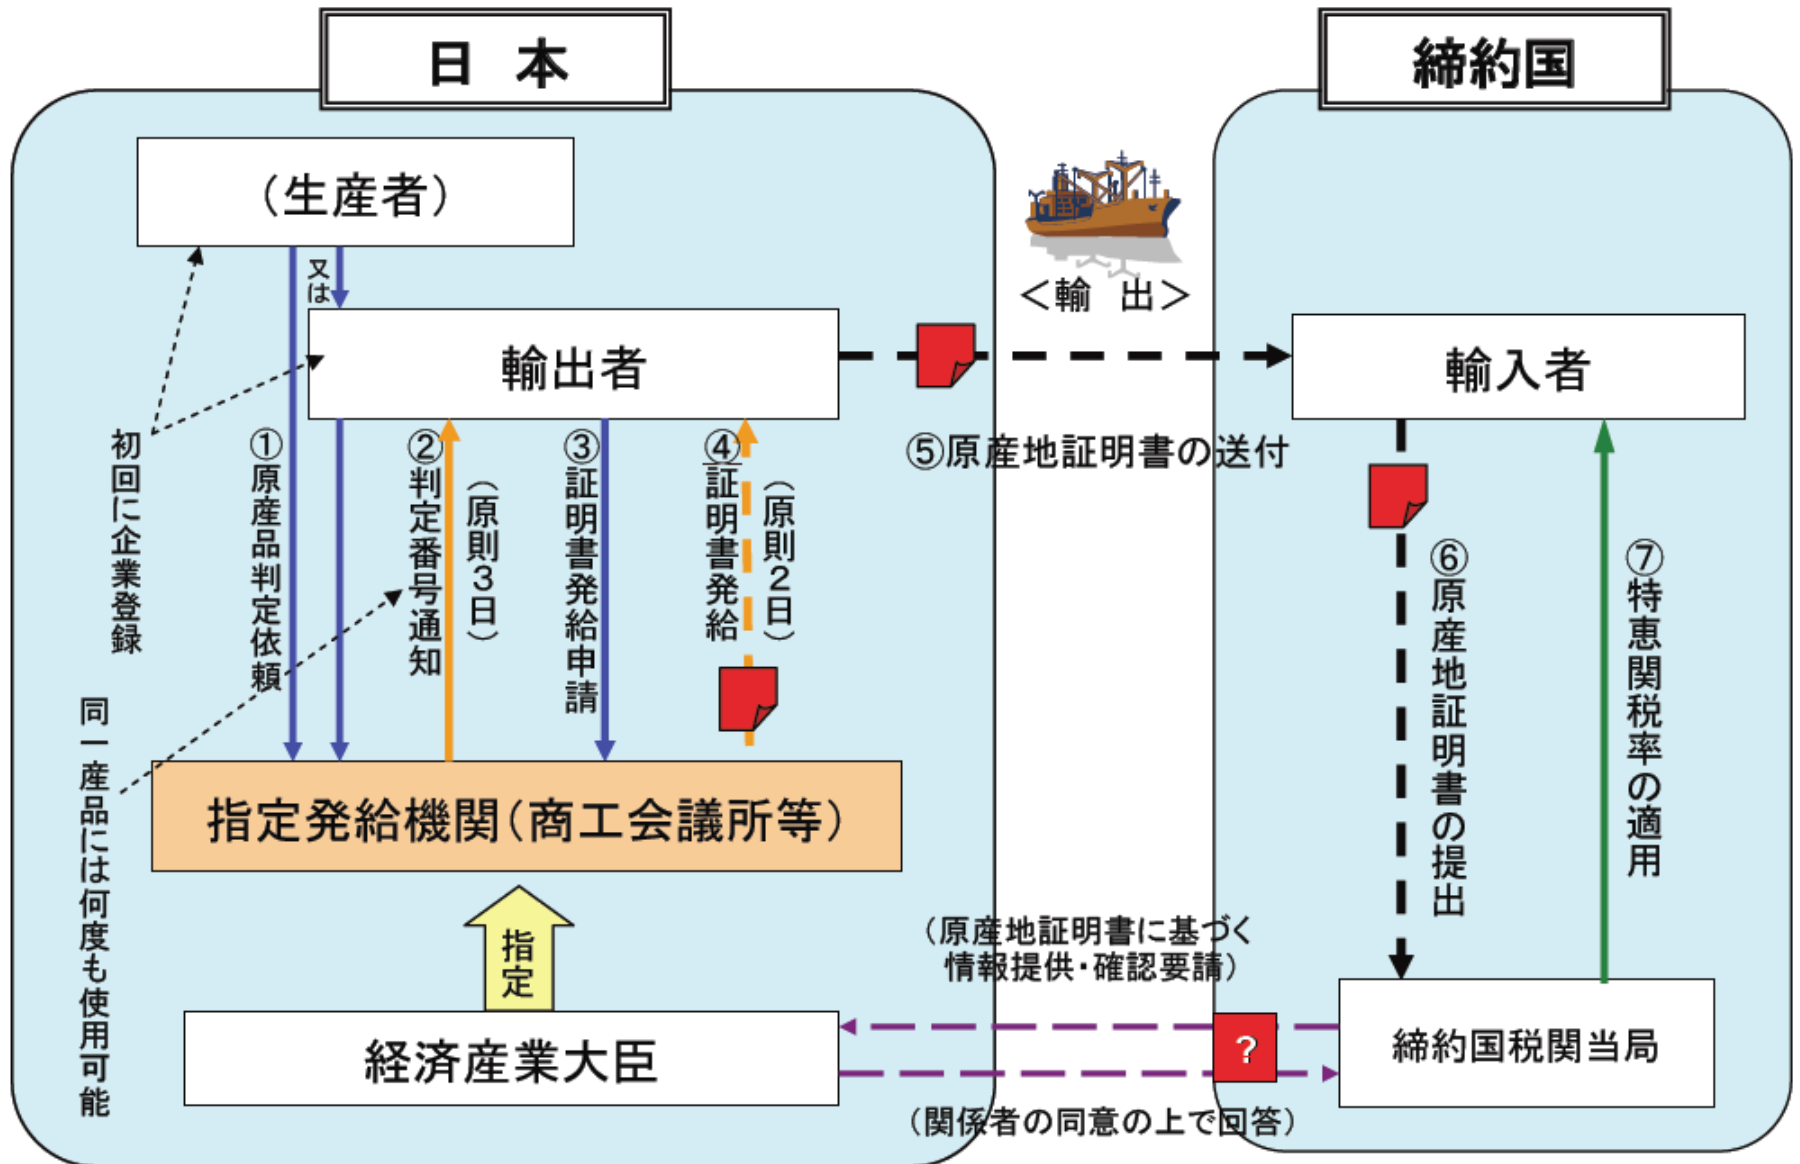 日 本
締約国
（生産者）
又は
＜輸 出＞
輸出者
輸入者
初回に企業登録
①原産品判定依頼
②判定番号通知
（原則３日）
③証明書発給申請
④証明書発給
（原則２日）
⑤原産地証明書の送付
⑥原産地証明書の提出
⑦特恵関税率の適用
同一産品には何度も使用可能
指定発給機関（商工会議所等）
指定
（原産地証明書に基づく
情報提供・確認要請）
経済産業大臣
？
締約国税関当局
（関係者の同意の上で回答）